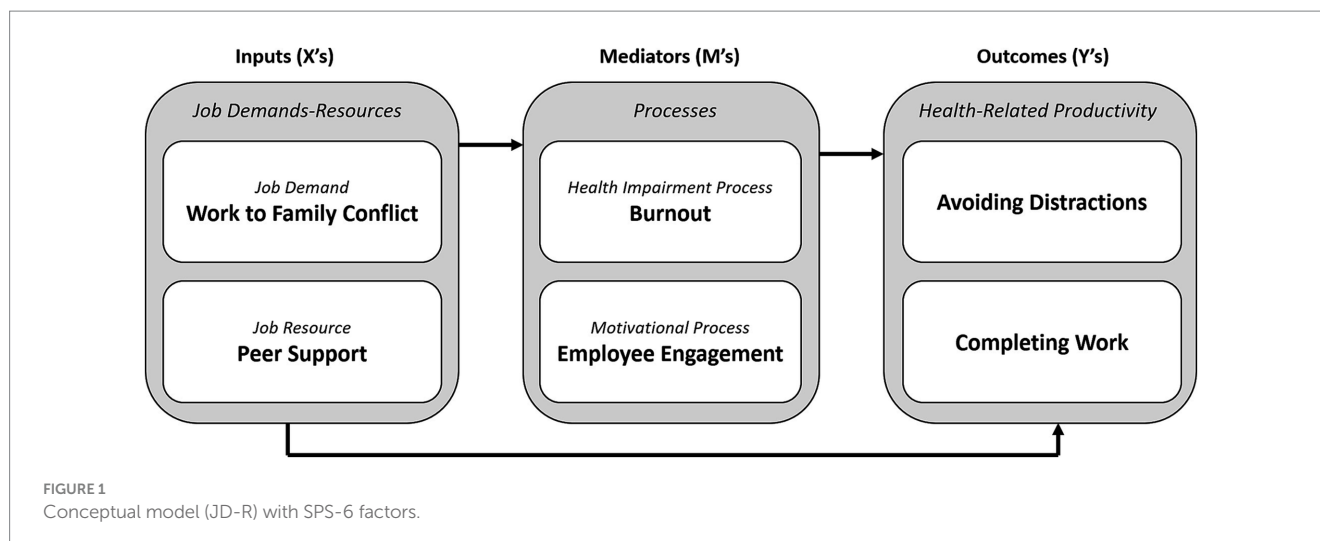 Inputs (X's)
Job Demands-Resources
Job Demand
Work to Family Conflict
Job Resource
Peer Support
Mediators (M's)
Processes
Health Impairment Process
Burnout
Motivational Process
Employee Engagement
Outcomes (Y's)
Health-Related Productivity
Avoiding Distractions
Completing Work
FIGURE 1
Conceptual model (JD-R) with SPS-6 factors.